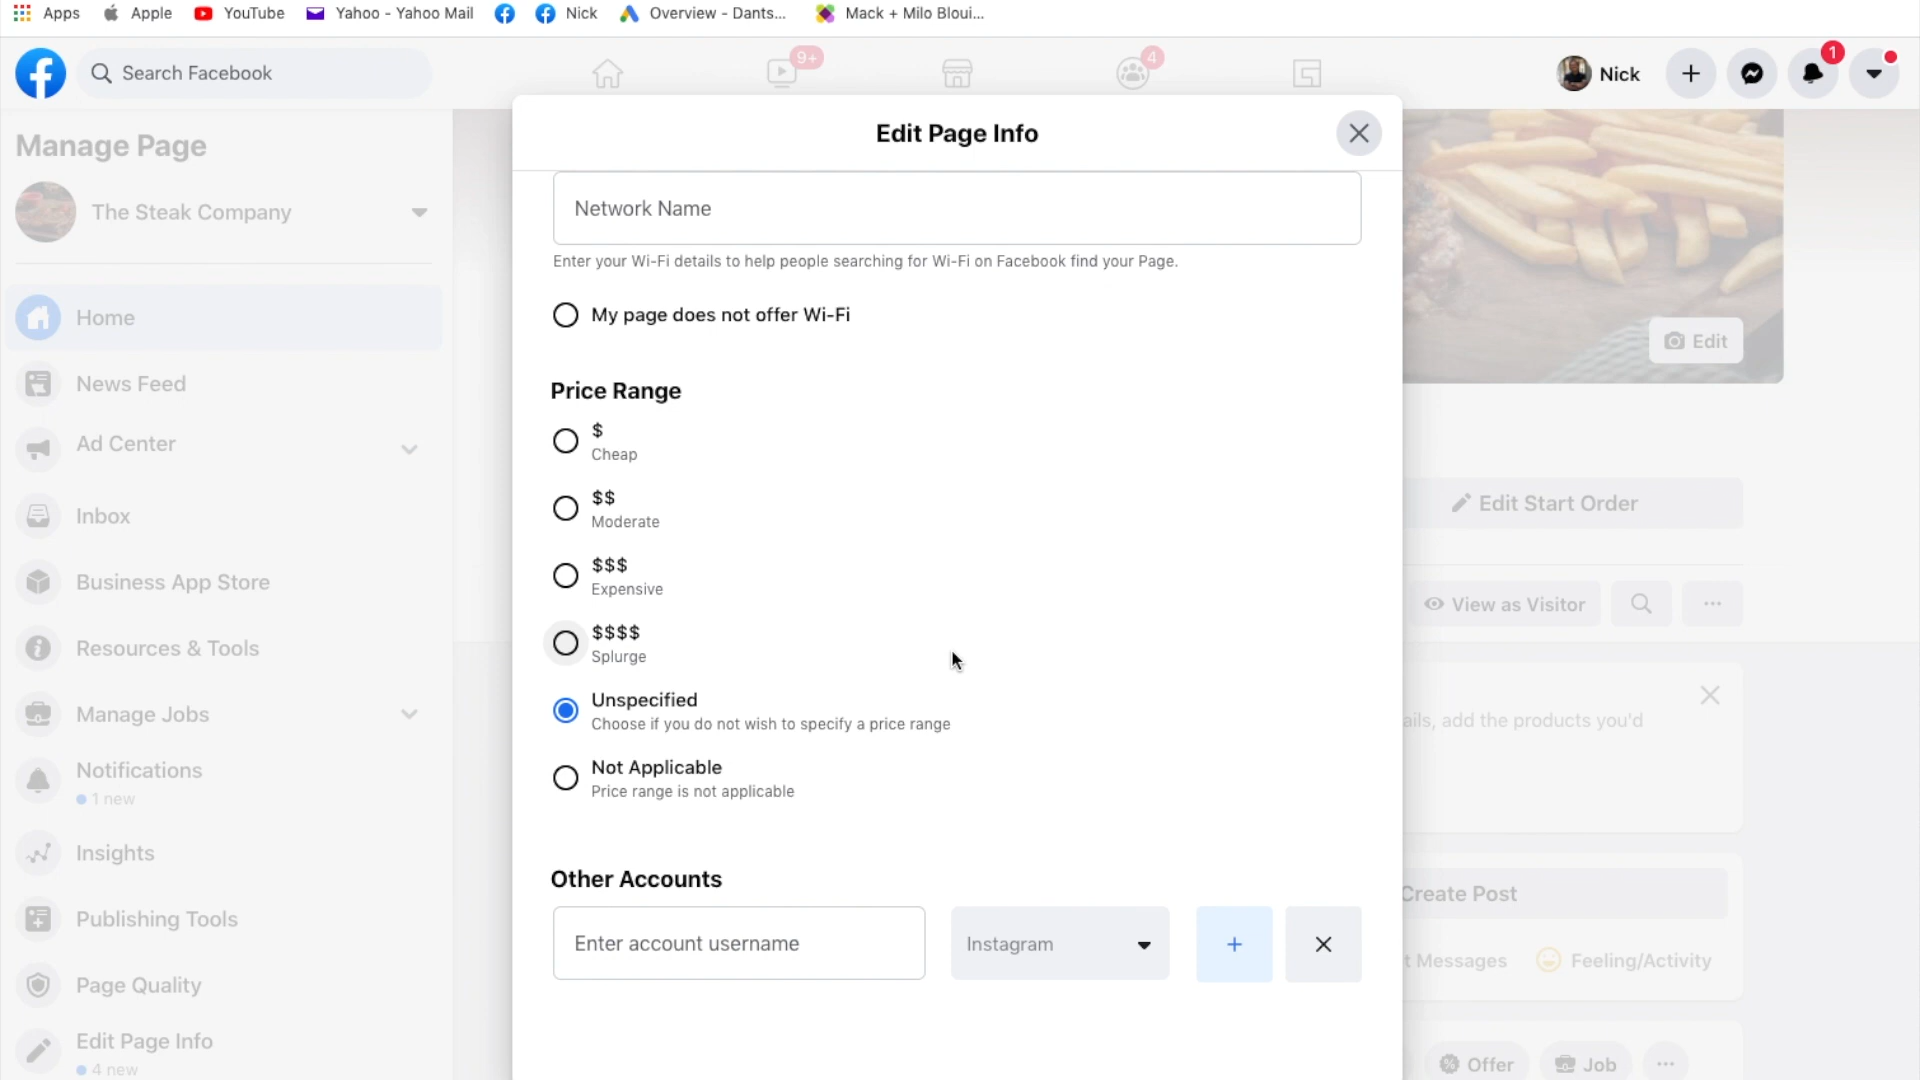 Apps Apple YouTube Yahoo - Yahoo Mail Nick Overview - Dants... Mack + Milo Bloui...
Search Facebook 9+ 4 Nick 1
Edit Page Info
Manage Page
The Steak Company
Home
News Feed
Ad Center
Inbox
Business App Store
Resources & Tools
Manage Jobs
Notifications
1 new
Insights
Publishing Tools
Page Quality
Edit Page Info
4 new
Network Name
Enter your Wi-Fi details to help people searching for Wi-Fi on Facebook find your Page.
My page does not offer Wi-Fi
Price Range
$
Cheap
$$
Moderate
$$$
Expensive
$$$$
Splurge
Unspecified
Choose if you do not wish to specify a price range
Not Applicable
Price range is not applicable
Other Accounts
Enter account username Instagram
Edit
Edit Start Order
View as Visitor
ails, add the products you'd
Create Post
t Messages Feeling/Activity
Offer Job